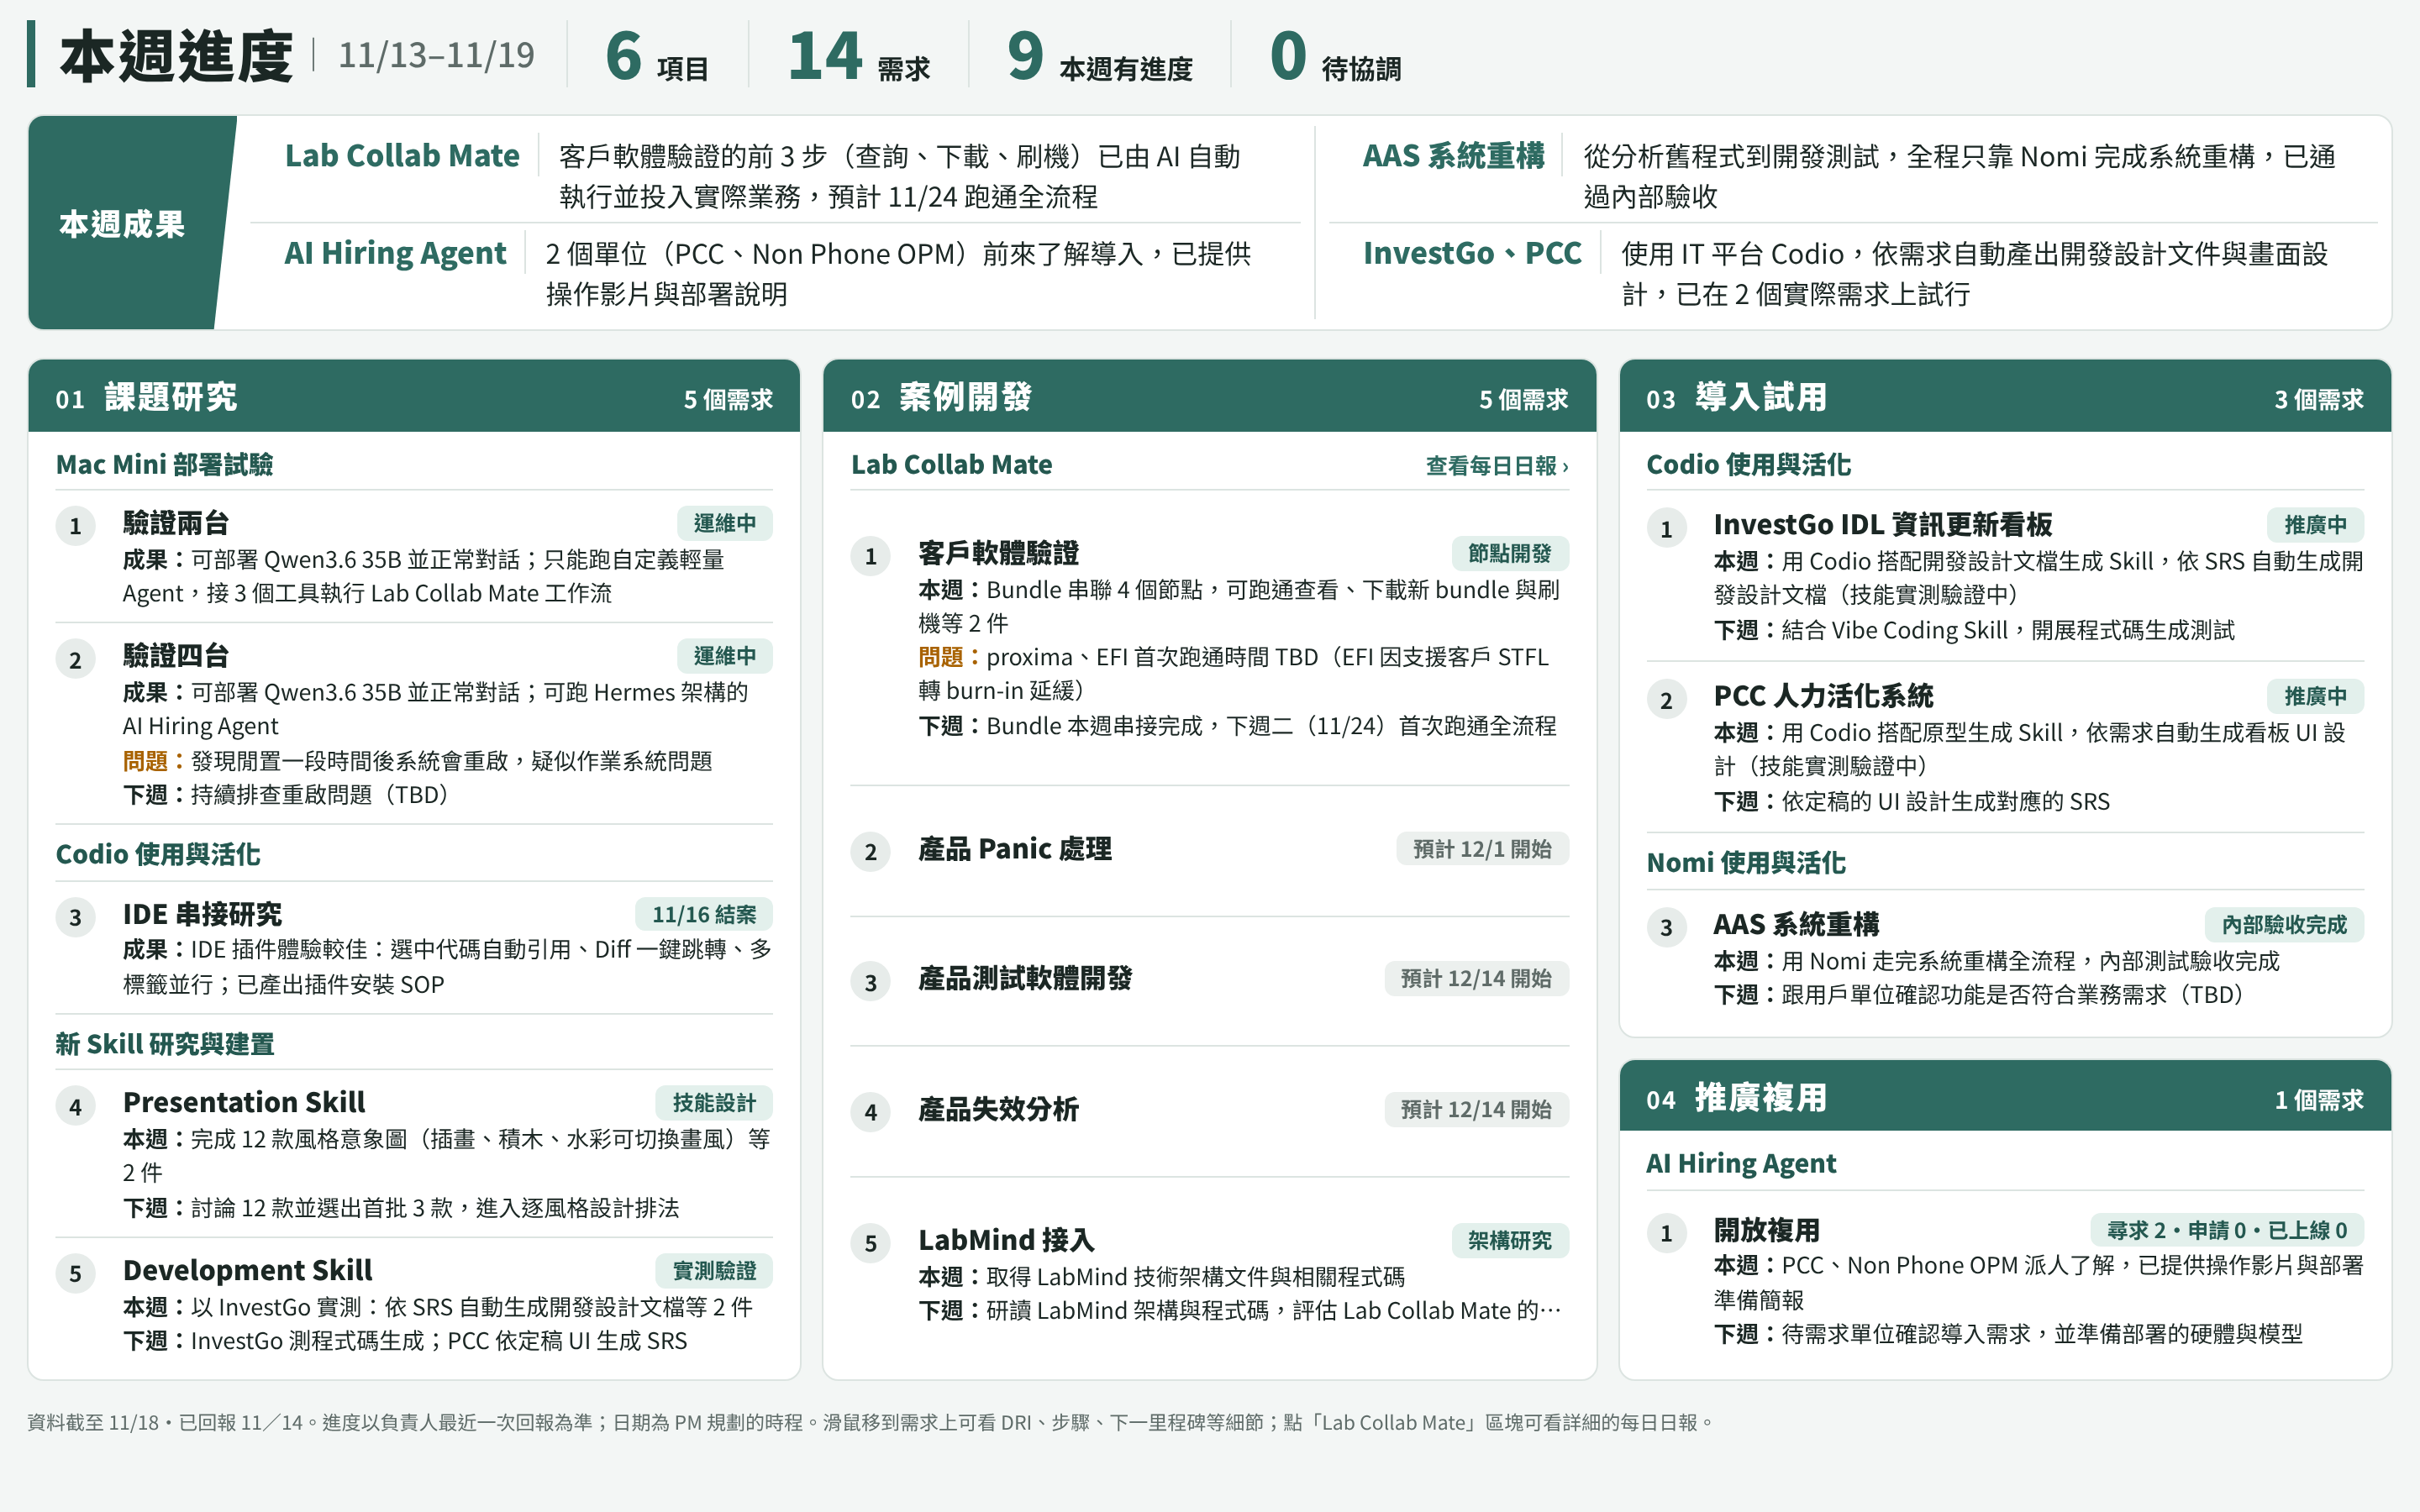 本週進度 11/13–11/19 6 項目 14 需求 9 本週有進度 0 待協調
本週成果
Lab Collab Mate 客戶軟體驗證的前 3 步（查詢、下載、刷機）已由 AI 自動
執行並投入實際業務，預計 11/24 跑通全流程
AI Hiring Agent 2 個單位（PCC、Non Phone OPM）前來了解導入，已提供
操作影片與部署說明
AAS 系統重構 從分析舊程式到開發測試，全程只靠 Nomi 完成系統重構，已通
過內部驗收
InvestGo、PCC 使用 IT 平台 Codio，依需求自動產出開發設計文件與畫面設
計，已在 2 個實際需求上試行
01 課題研究 5 個需求
Mac Mini 部署試驗
1 驗證兩台 運維中
成果：可部署 Qwen3.6 35B 並正常對話；只能跑自定義輕量
Agent，接 3 個工具執行 Lab Collab Mate 工作流
2 驗證四台 運維中
成果：可部署 Qwen3.6 35B 並正常對話；可跑 Hermes 架構的
AI Hiring Agent
問題：發現閒置一段時間後系統會重啟，疑似作業系統問題
下週：持續排查重啟問題（TBD）
Codio 使用與活化
3 IDE 串接研究 11/16 結案
成果：IDE 插件體驗較佳：選中代碼自動引用、Diff 一鍵跳轉、多
標籤並行；已產出插件安裝 SOP
新 Skill 研究與建置
4 Presentation Skill 技能設計
本週：完成 12 款風格意象圖（插畫、積木、水彩可切換畫風）等
2 件
下週：討論 12 款並選出首批 3 款，進入逐風格設計排法
5 Development Skill 實測驗證
本週：以 InvestGo 實測：依 SRS 自動生成開發設計文檔等 2 件
下週：InvestGo 測程式碼生成；PCC 依定稿 UI 生成 SRS
02 案例開發 5 個需求
Lab Collab Mate 查看每日日報 ›
1 客戶軟體驗證 節點開發
本週：Bundle 串聯 4 個節點，可跑通查看、下載新 bundle 與刷
機等 2 件
問題：proxima、EFI 首次跑通時間 TBD（EFI 因支援客戶 STFL
轉 burn-in 延緩）
下週：Bundle 本週串接完成，下週二（11/24）首次跑通全流程
2 產品 Panic 處理 預計 12/1 開始
3 產品測試軟體開發 預計 12/14 開始
4 產品失效分析 預計 12/14 開始
5 LabMind 接入 架構研究
本週：取得 LabMind 技術架構文件與相關程式碼
下週：研讀 LabMind 架構與程式碼，評估 Lab Collab Mate 的…
03 導入試用 3 個需求
Codio 使用與活化
1 InvestGo IDL 資訊更新看板 推廣中
本週：用 Codio 搭配開發設計文檔生成 Skill，依 SRS 自動生成開
發設計文檔（技能實測驗證中）
下週：結合 Vibe Coding Skill，開展程式碼生成測試
2 PCC 人力活化系統 推廣中
本週：用 Codio 搭配原型生成 Skill，依需求自動生成看板 UI 設
計（技能實測驗證中）
下週：依定稿的 UI 設計生成對應的 SRS
Nomi 使用與活化
3 AAS 系統重構 內部驗收完成
本週：用 Nomi 走完系統重構全流程，內部測試驗收完成
下週：跟用戶單位確認功能是否符合業務需求（TBD）
04 推廣複用 1 個需求
AI Hiring Agent
1 開放複用 尋求 2・申請 0・已上線 0
本週：PCC、Non Phone OPM 派人了解，已提供操作影片與部署
準備簡報
下週：待需求單位確認導入需求，並準備部署的硬體與模型
資料截至 11/18・已回報 11／14。進度以負責人最近一次回報為準；日期為 PM 規劃的時程。滑鼠移到需求上可看 DRI、步驟、下一里程碑等細節；點「Lab Collab Mate」區塊可看詳細的每日日報。